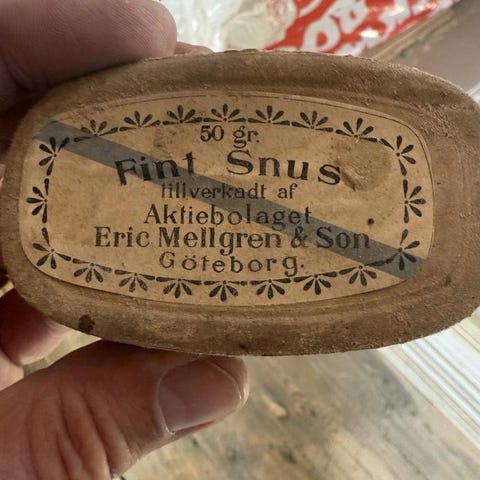 50 gr.
Fint Snus
tillverkadt af
Aktiebolaget
Eric Mellgren & Son
Göteborg.